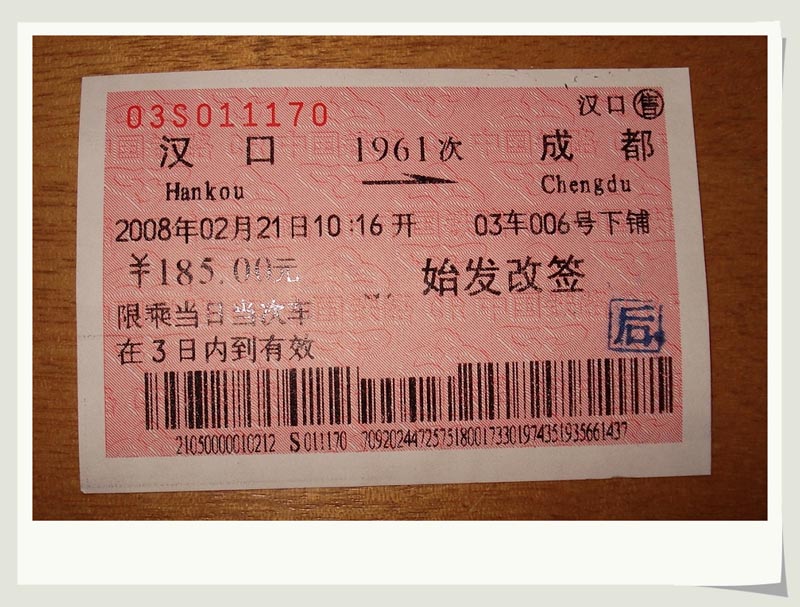 03S011170
汉口㊙售
汉口 1961次 成都
Hankou Chengdu
2008年02月21日10:16开 03车006号下铺
¥185.00元
始发改签
限乘当日当次车
后
在3日内到有效
21050000010212 S011170 70920244725751800173301974351935661437